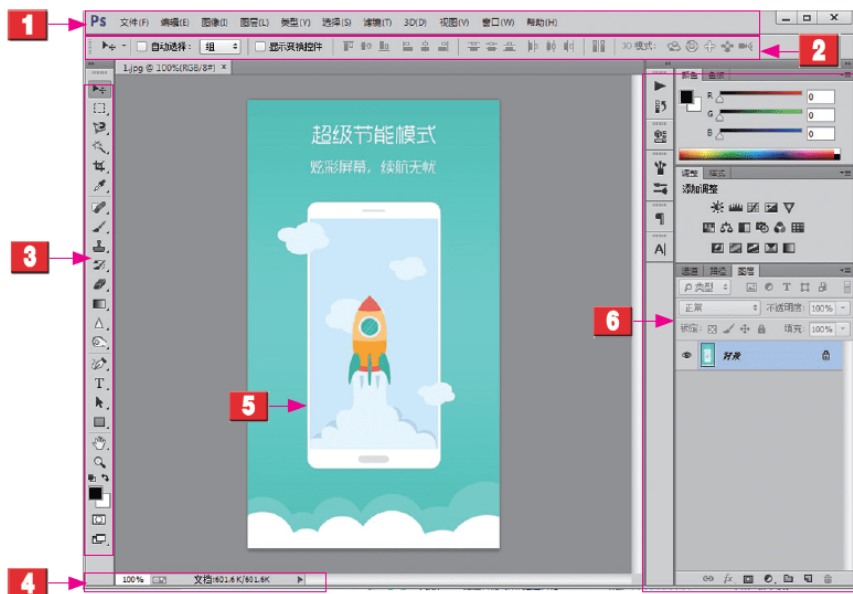 1
Ps 文件(F) 编辑(E) 图像(I) 图层(L) 类型(Y) 选择(S) 滤镜(T) 3D(D) 视图(V) 窗口(W) 帮助(H)
自动选择: 组 显示变换控件 3D 模式:
2
1.jpg @ 100%(RGB/8#) ×
超级节能模式
炫彩屏幕,续航无忧
颜色 色板
R 0
G 0
B 0
调整 样式
添加调整
3
通道 路径 图层
类型
T
正常 不透明度: 100%
锁定: 填充: 100%
6
背景
5
T
A
fx
100% 文档:601.6K/601.6K
4